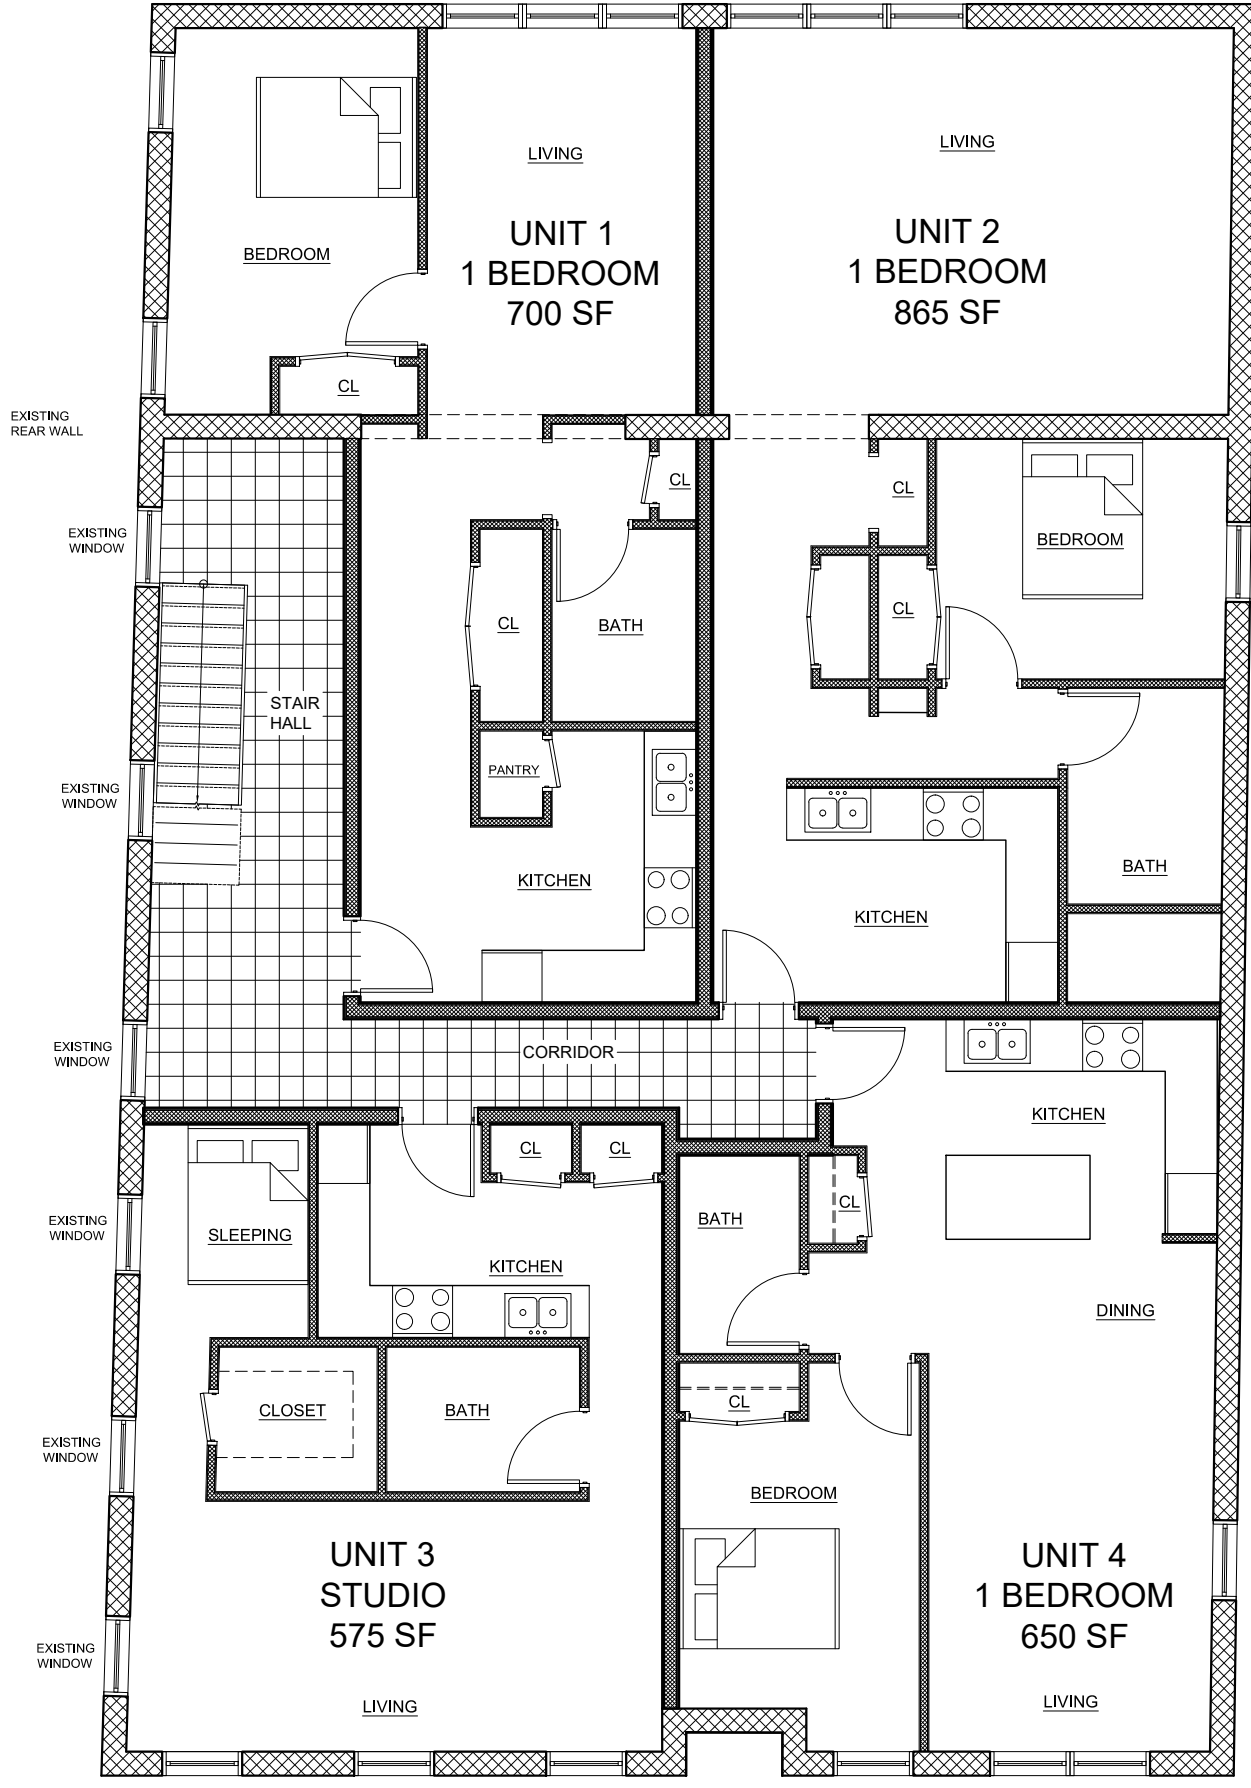 LIVING
UNIT 1
1 BEDROOM
700 SF
BEDROOM
CL
LIVING
UNIT 2
1 BEDROOM
865 SF
EXISTING
REAR WALL
EXISTING
WINDOW
EXISTING
WINDOW
EXISTING
WINDOW
EXISTING
WINDOW
EXISTING
WINDOW
EXISTING
WINDOW
STAIR
HALL
CL
CL
BATH
PANTRY
KITCHEN
CL
CL
BEDROOM
BATH
KITCHEN
CORRIDOR
SLEEPING
CL
CL
KITCHEN
CLOSET
BATH
UNIT 3
STUDIO
575 SF
LIVING
KITCHEN
BATH
CL
DINING
CL
BEDROOM
UNIT 4
1 BEDROOM
650 SF
LIVING